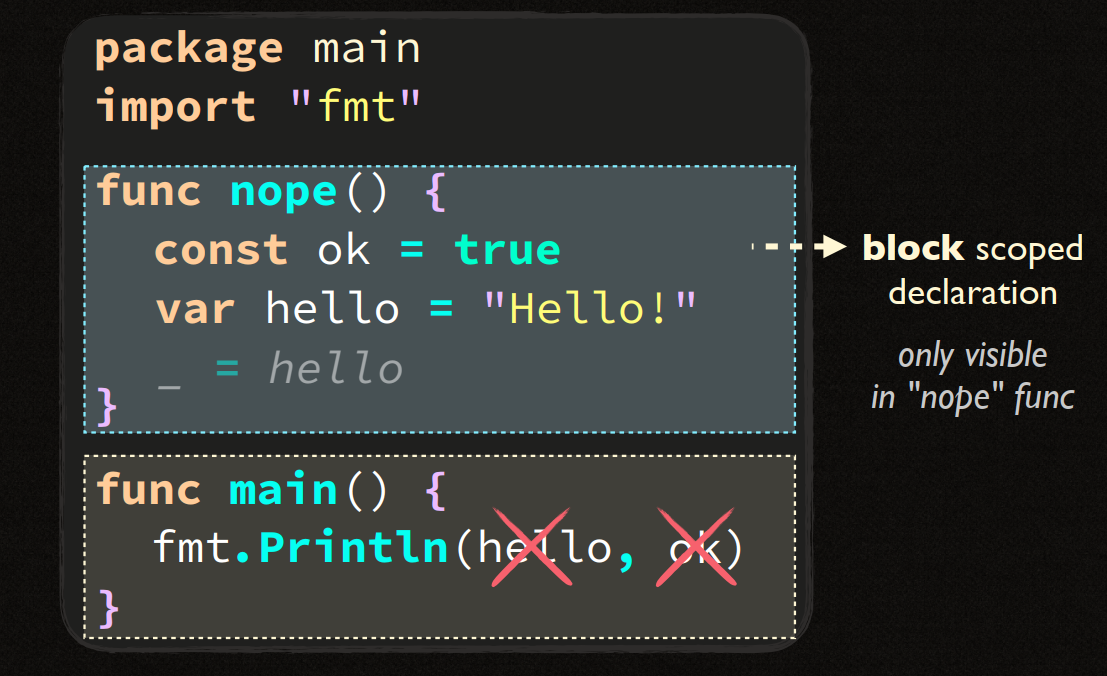 package main
import "fmt"
func nope() {
const ok = true
var hello = "Hello!"
_ = hello
}
func main() {
fmt.Println(hello, ok)
}
block scoped
declaration
only visible
in "nope" func